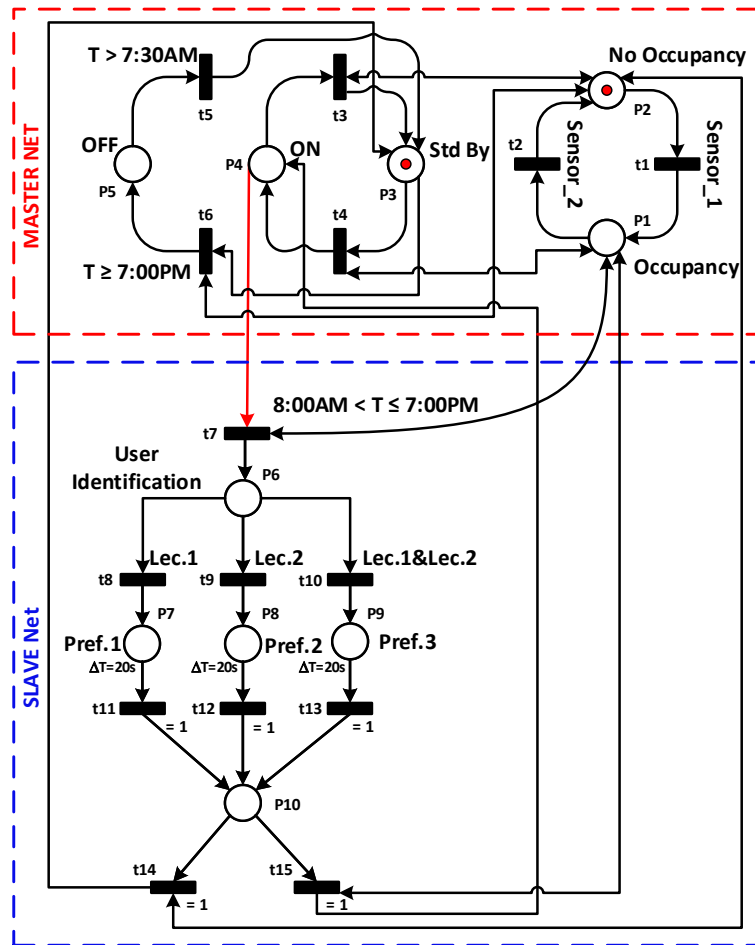 MASTER NET
T > 7:30AM
t5
No Occupancy
P2
t3
OFF
P5
P4
ON
Std By
P3
t2
Sensor_2
t1
Sensor_1
P1
t6
t4
T ≥ 7:00PM
Occupancy
SLAVE Net
8:00AM < T ≤ 7:00PM
t7
User
Identification
P6
Lec.1
Lec.2
Lec.1&Lec.2
t8
t9
t10
P7
P8
P9
Pref.1
Pref.2
Pref.3
ΔT=20s
ΔT=20s
ΔT=20s
t11
t12
t13
= 1
= 1
= 1
P10
t14
t15
= 1
= 1